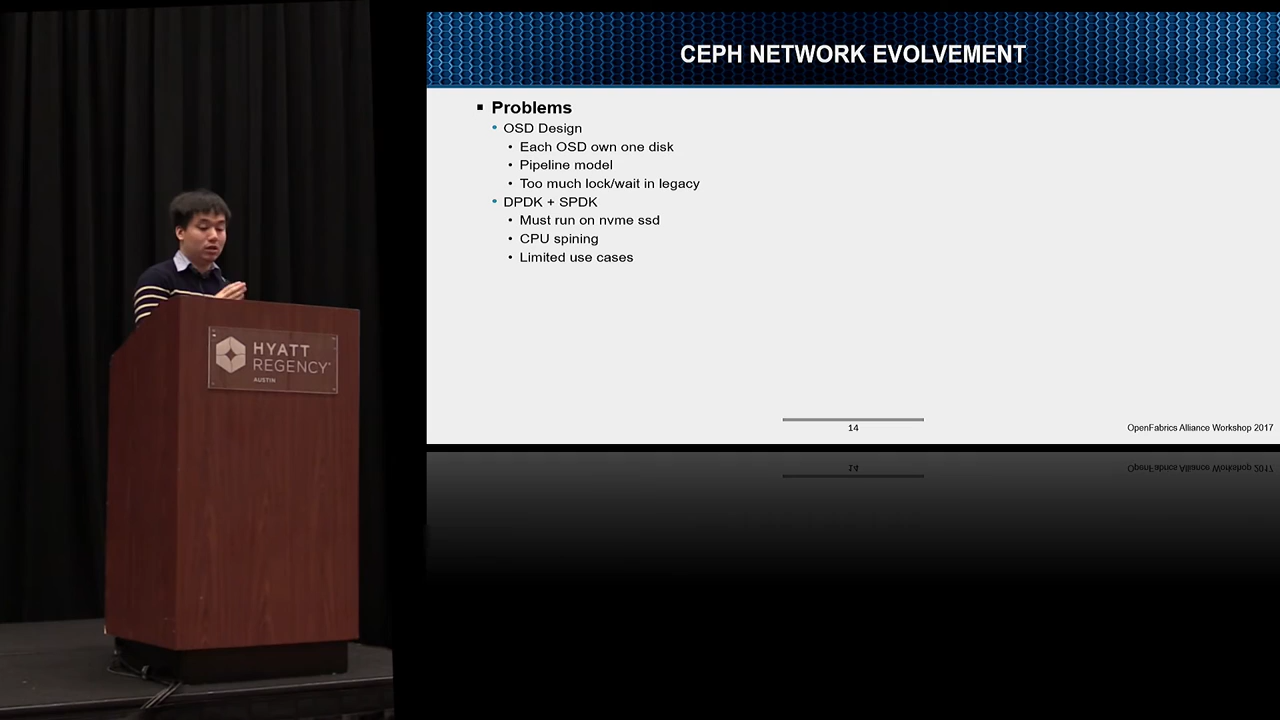 CEPH NETWORK EVOLVEMENT
Problems
OSD Design
Each OSD own one disk
Pipeline model
Too much lock/wait in legacy
DPDK + SPDK
Must run on nvme ssd
CPU spining
Limited use cases
14
OpenFabrics Alliance Workshop 2017
HYATT
REGENCY
AUSTIN